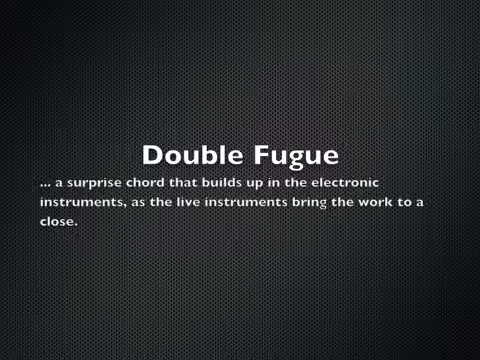 Double Fugue
... a surprise chord that builds up in the electronic
instruments, as the live instruments bring the work to a
close.